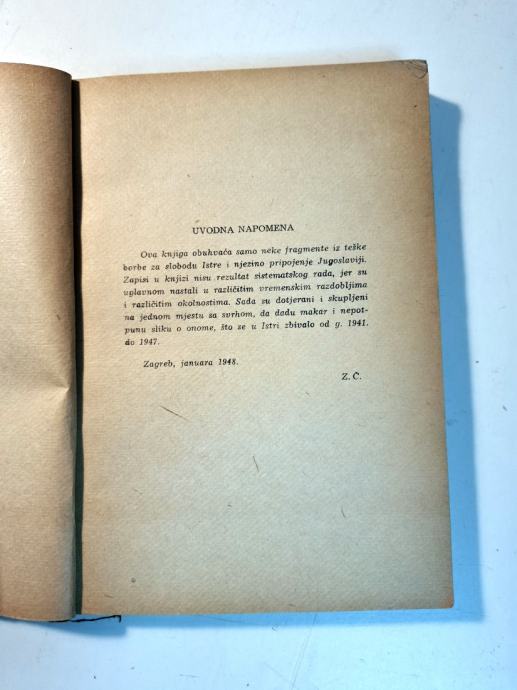 UVODNA NAPOMENA
Ova knjiga obuhvaća samo neke fragmente iz teške
borbe za slobodu Istre i njezino pripojenje Jugoslaviji.
Zapisi u knjizi nisu rezultat sistematskog rada, jer su
uglavnom nastali u različitim vremenskim razdobljima
i različitim okolnostima. Sada su dotjerani i skupljeni
na jednom mjestu sa svrhom, da dadu makar i nepot-
punu sliku o onome, što se u Istri zbivalo od g. 1941.
do 1947.
Zagreb, januara 1948.
Z. Č.